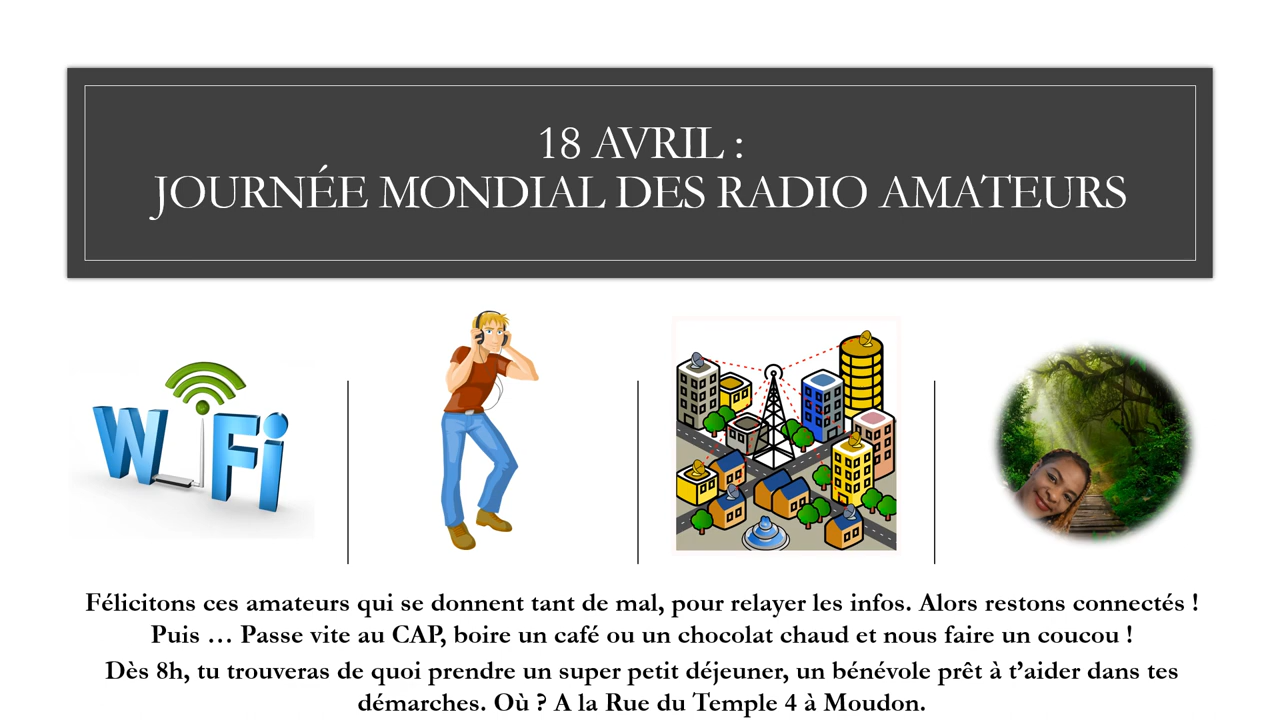 18 AVRIL :
JOURNÉE MONDIAL DES RADIO AMATEURS
WiFi
Félicitons ces amateurs qui se donnent tant de mal, pour relayer les infos. Alors restons connectés !
Puis … Passe vite au CAP, boire un café ou un chocolat chaud et nous faire un coucou !
Dès 8h, tu trouveras de quoi prendre un super petit déjeuner, un bénévole prêt à t’aider dans tes
démarches. Où ? A la Rue du Temple 4 à Moudon.